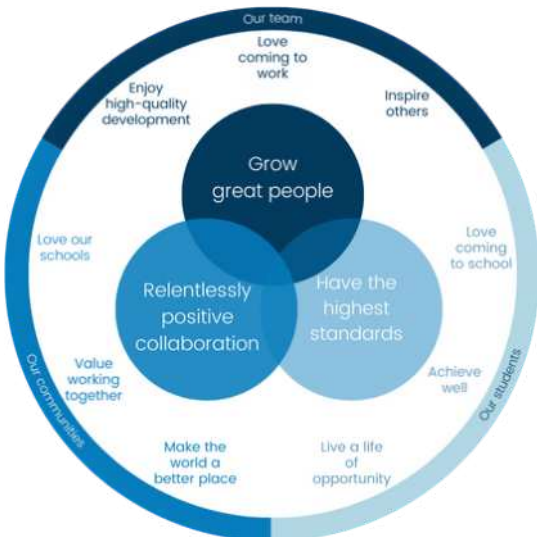 Our team
Love
coming to
work
Enjoy
high-quality
development
Inspire
others
Grow
great people
Love our
schools
Love
coming
to school
Relentlessly
positive
collaboration
Have the
highest
standards
Value
working
together
Achieve
well
Our communities
Our students
Make the
world a
better place
Live a life
of
opportunity